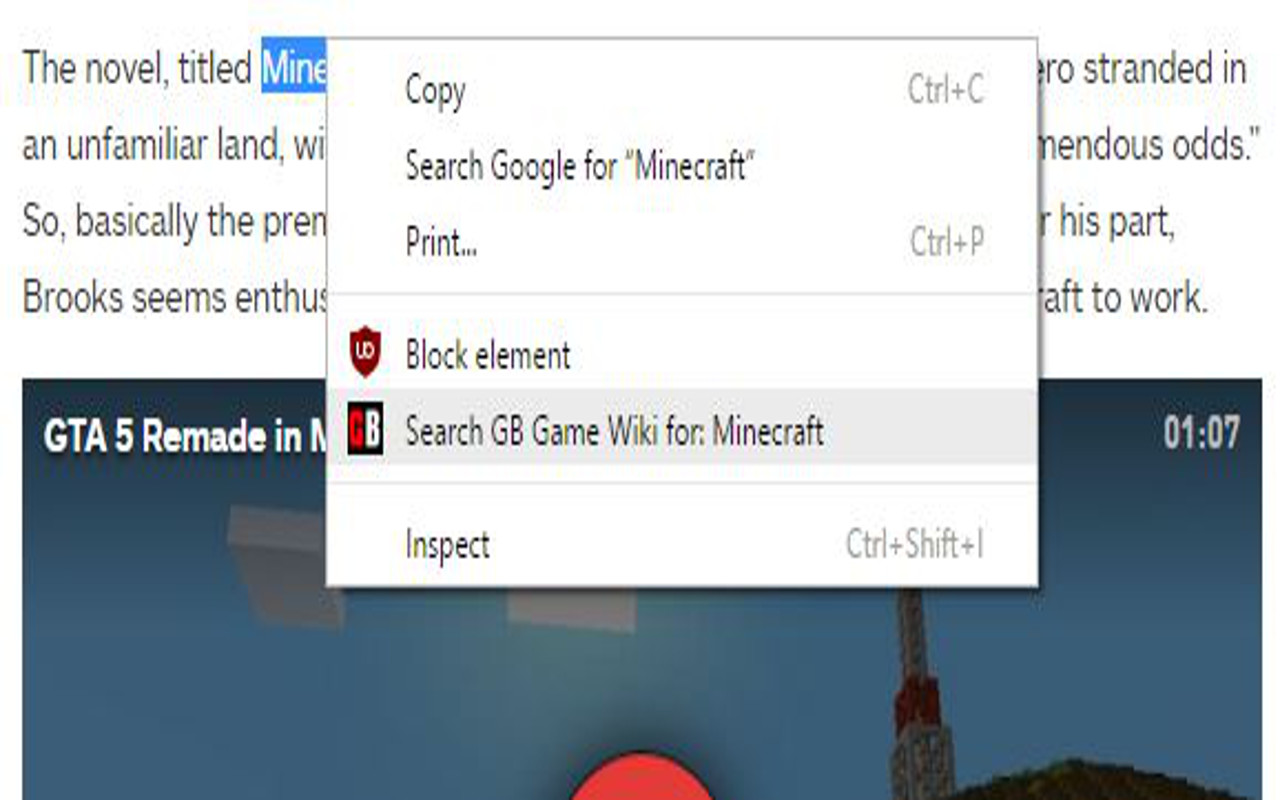 The novel, titled Mine
ero stranded in
an unfamiliar land, wi
mendous odds."
So, basically the pren
r his part,
Brooks seems enthus
raft to work.
Copy Ctrl+C
Search Google for “Minecraft”
Print... Ctrl+P
UO Block element
GB Search GB Game Wiki for: Minecraft
Inspect Ctrl+Shift+I
GTA 5 Remade in M
01:07